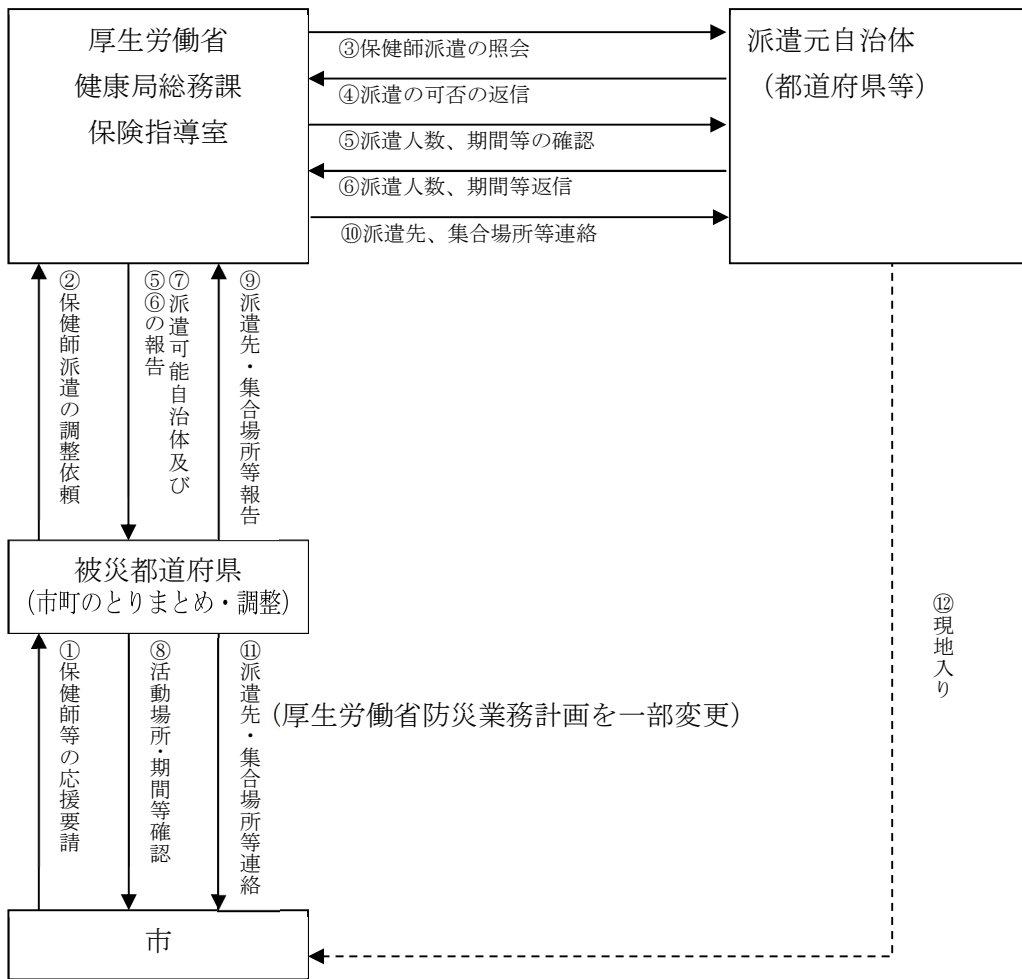 厚生労働省
健康局総務課
保険指導室
派遣元自治体
（都道府県等）
③保健師派遣の照会
④派遣の可否の返信
⑤派遣人数、期間等の確認
⑥派遣人数、期間等返信
⑩派遣先、集合場所等連絡
②保健師派遣の調整依頼
⑦派遣可能自治体及び
⑤⑥の報告
⑨派遣先・集合場所等報告
被災都道府県
（市町のとりまとめ・調整）
①保健師等の応援要請
⑧活動場所・期間等確認
⑪派遣先・集合場所等連絡
（厚生労働省防災業務計画を一部変更）
⑫現地入り
市